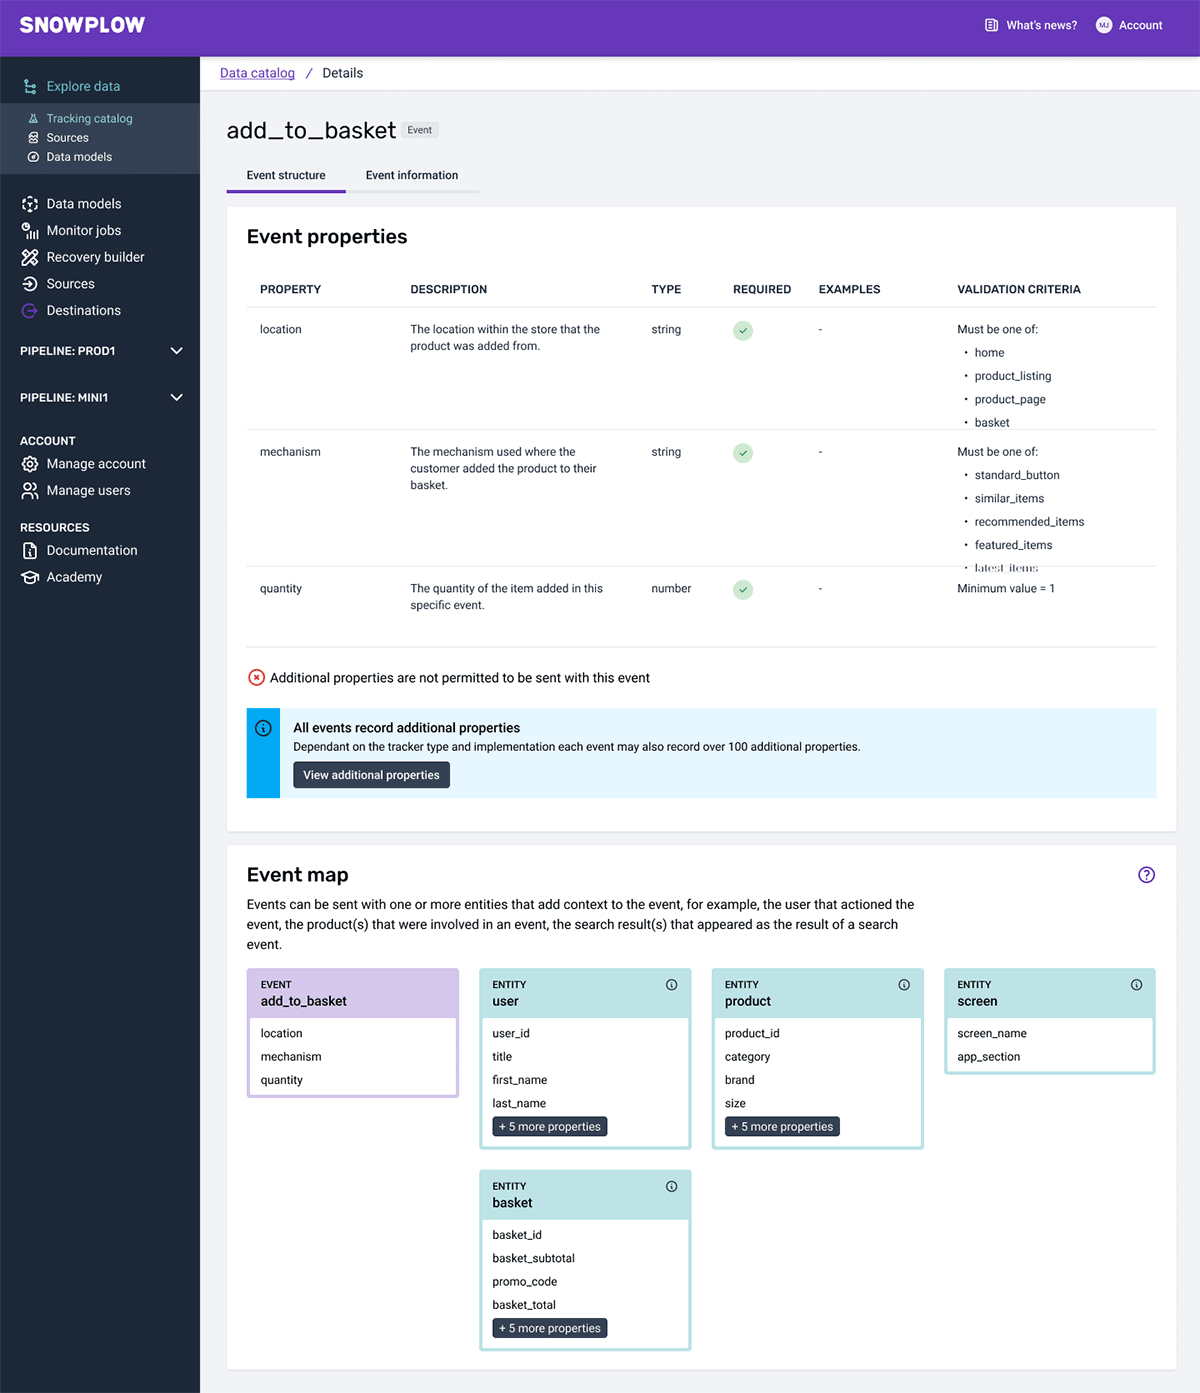 SNOWPLOW
What's news?
MJ
Account
Explore data
Tracking catalog
Sources
Data models
Data models
Monitor jobs
Recovery builder
Sources
Destinations
PIPELINE: PROD1
PIPELINE: MINI1
ACCOUNT
Manage account
Manage users
RESOURCES
Documentation
Academy
Data catalog / Details
add_to_basket Event
Event structure Event information
Event properties
PROPERTY DESCRIPTION TYPE REQUIRED EXAMPLES VALIDATION CRITERIA
location The location within the store that the string - Must be one of:
product was added from.
• home
• product_listing
• product_page
• basket
mechanism The mechanism used where the string - Must be one of:
customer added the product to their
basket.
• standard_button
• similar_items
• recommended_items
• featured_items
• latest_items
quantity The quantity of the item added in this number - Minimum value = 1
specific event.
Additional properties are not permitted to be sent with this event
All events record additional properties
Dependant on the tracker type and implementation each event may also record over 100 additional properties.
View additional properties
Event map
Events can be sent with one or more entities that add context to the event, for example, the user that actioned the
event, the product(s) that were involved in an event, the search result(s) that appeared as the result of a search
event.
EVENT
add_to_basket
location
mechanism
quantity
ENTITY
user
user_id
title
first_name
last_name
+ 5 more properties
ENTITY
product
product_id
category
brand
size
+ 5 more properties
ENTITY
screen
screen_name
app_section
ENTITY
basket
basket_id
basket_subtotal
promo_code
basket_total
+ 5 more properties